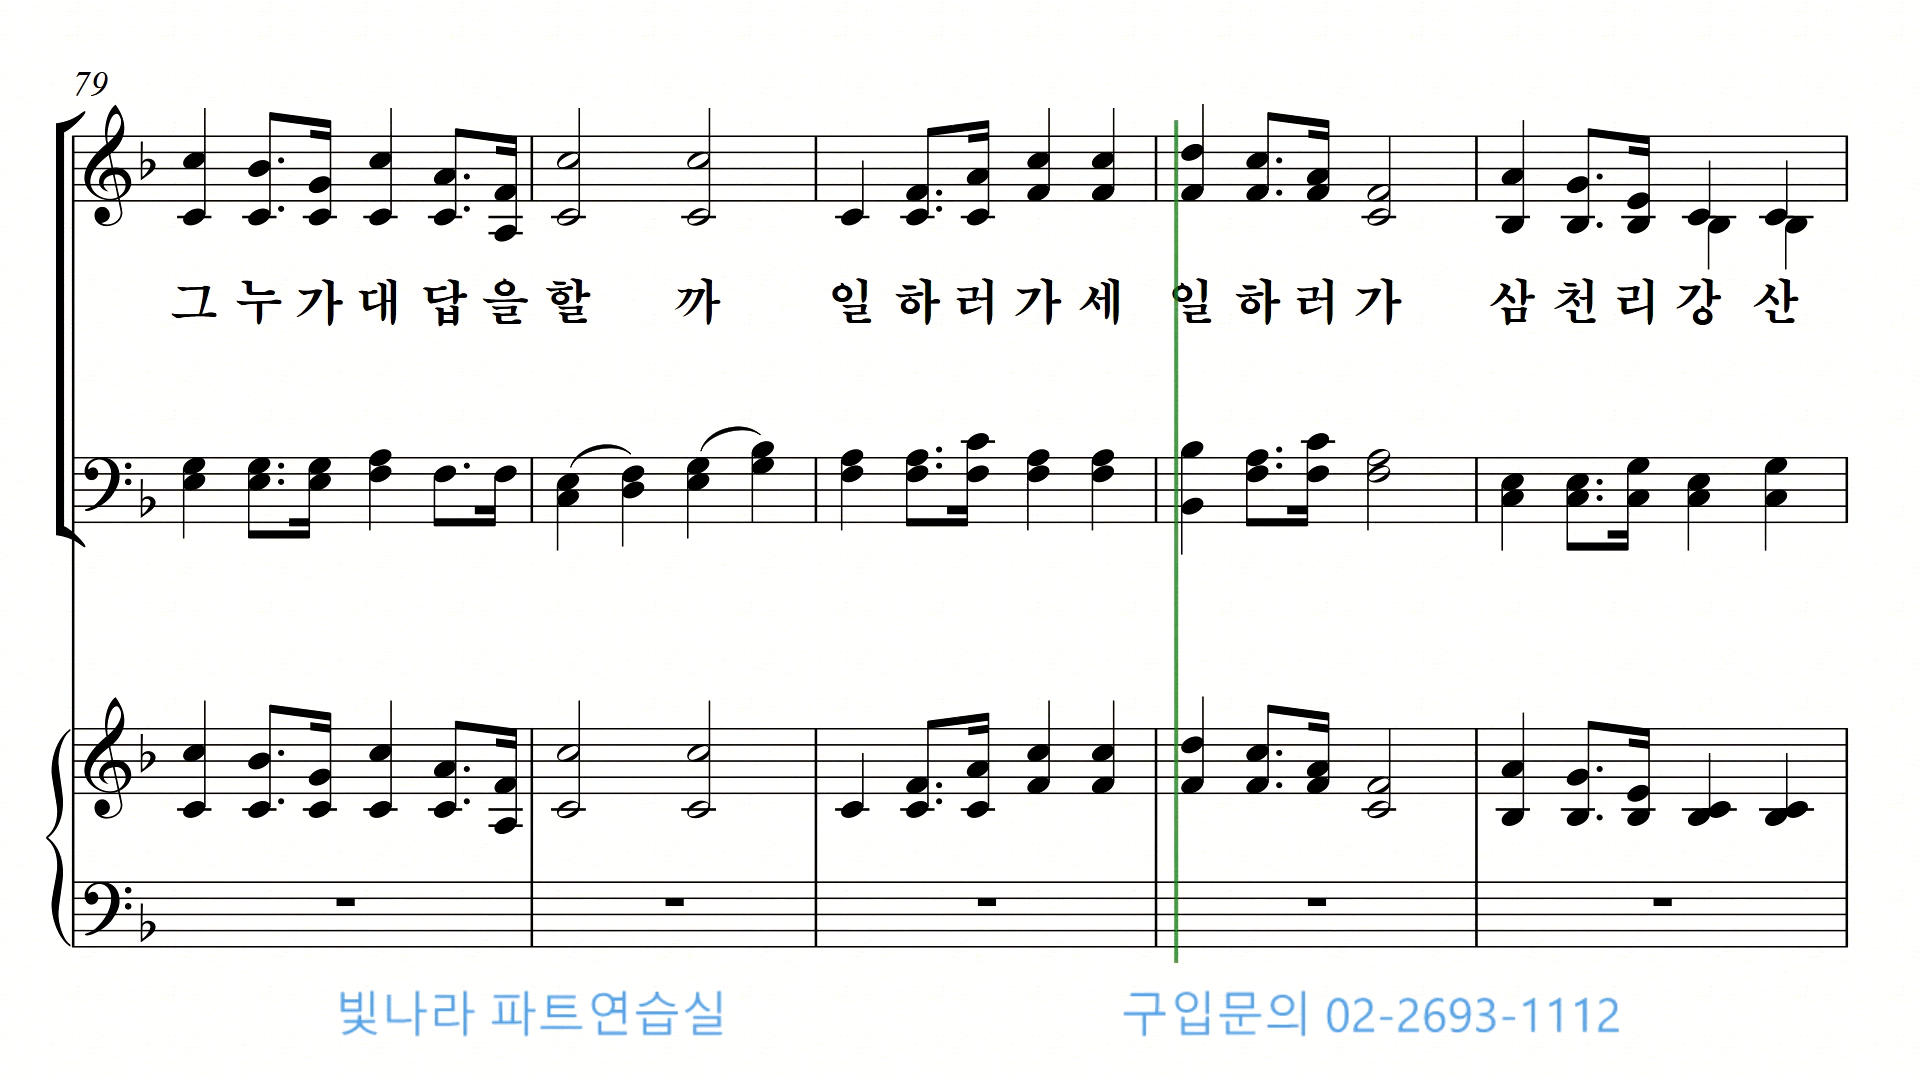 79
그 누 가 대 답 을 할 까 일 하 러 가 세 일 하 러 가 삼 천 리 강 산
빛나라 파트연습실 구입문의 02-2693-1112